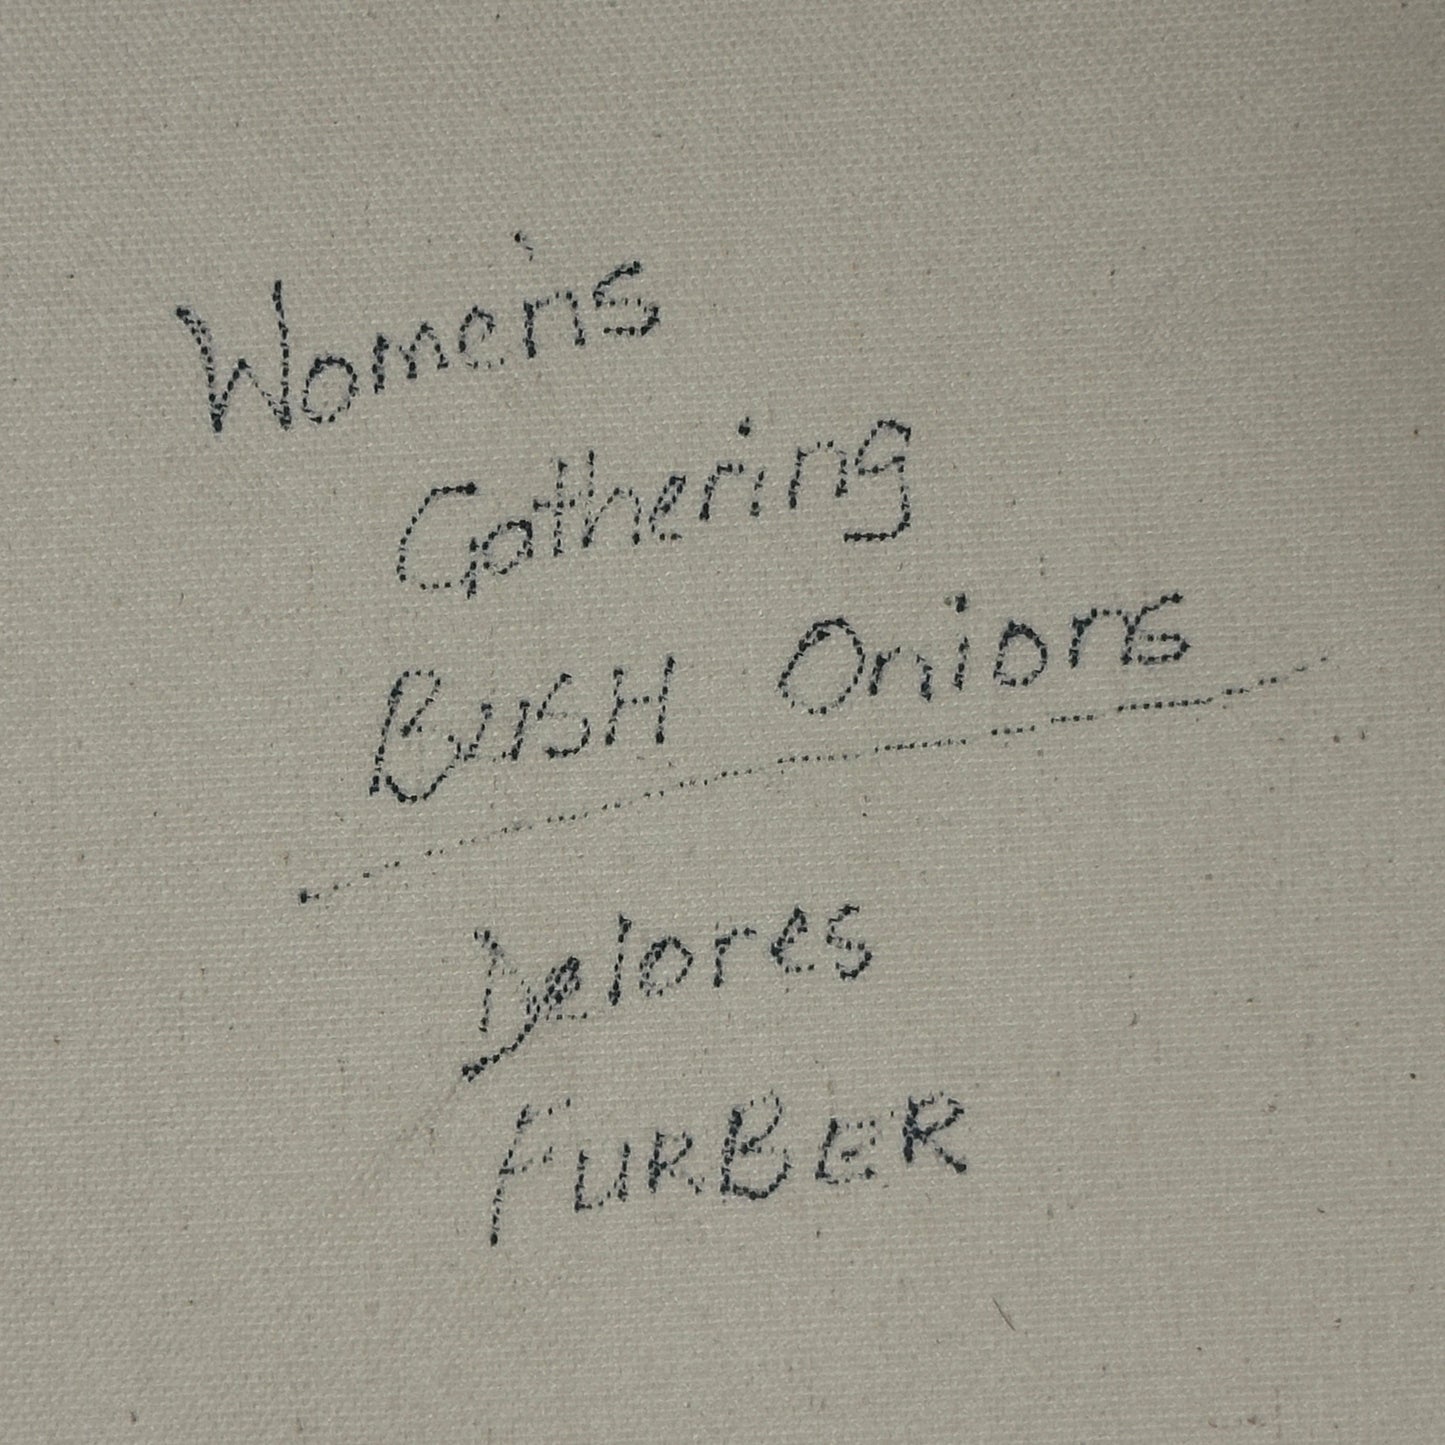 Women's
Gathering
BUSH Onions
Delores
FURBER